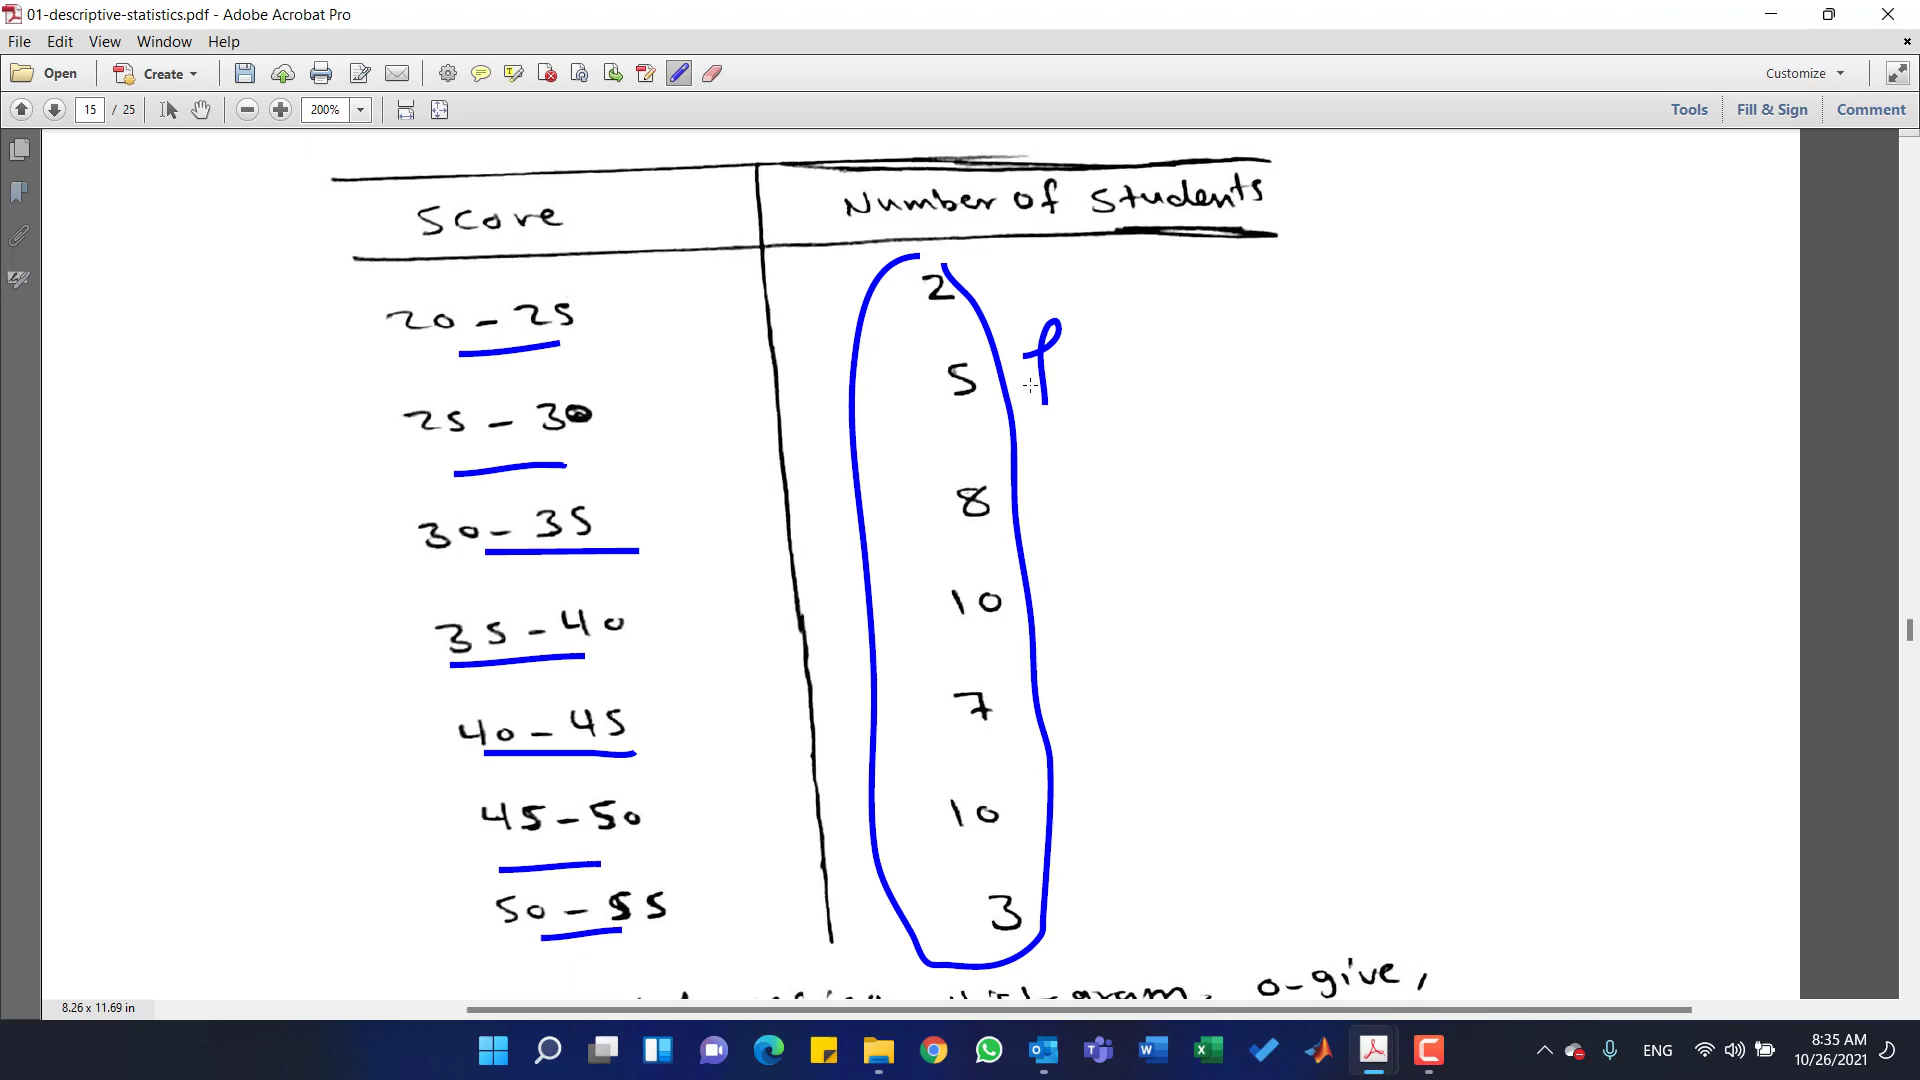 01-descriptive-statistics.pdf - Adobe Acrobat Pro
File Edit View Window Help
Open Create Customize
15 / 25 200% Tools Fill & Sign Comment
Score Number of Students
20 - 25 2
25 - 30 5
f
30 - 35 8
35 - 40 10
40 - 45 7
45 - 50 10
50 - 55 3
histogram, o-give,
8.26 x 11.69 in
ENG 8:35 AM
10/26/2021